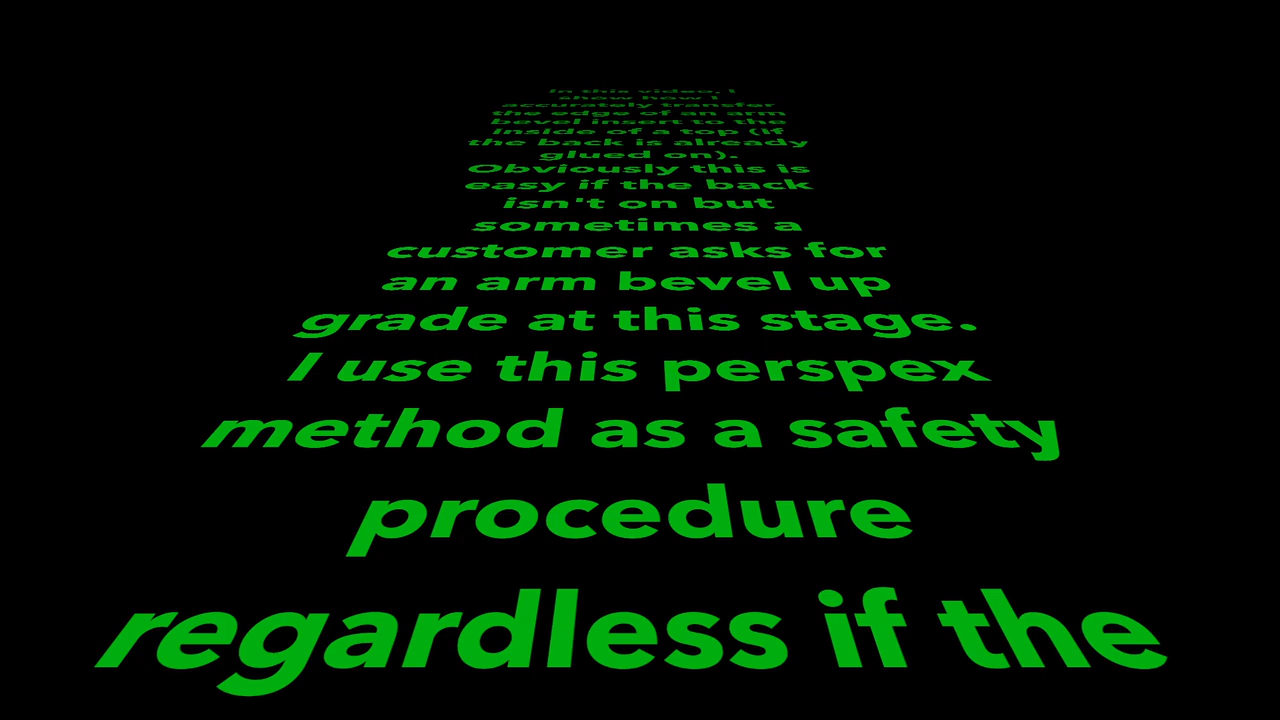 In this video, I
show how I
accurately transfer
the edge of an arm
bevel insert to the
inside of a top (if
the back is already
glued on).
Obviously this is
easy if the back
isn't on but
sometimes a
customer asks for
an arm bevel up
grade at this stage.
I use this perspex
method as a safety
procedure
regardless if the